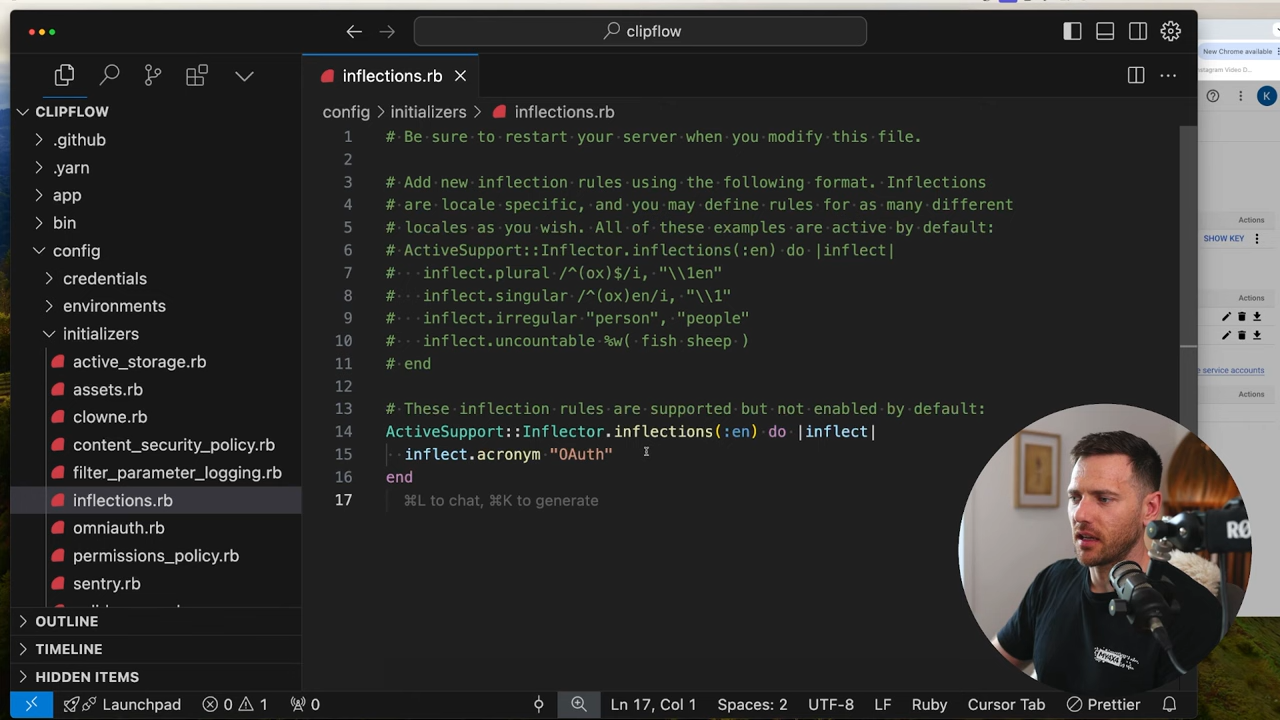 clipflow
New Chrome available
nstagram Video D...
inflections.rb
CLIPFLOW
.github
.yarn
app
bin
config
credentials
environments
initializers
active_storage.rb
assets.rb
clowne.rb
content_security_policy.rb
filter_parameter_logging.rb
inflections.rb
omniauth.rb
permissions_policy.rb
sentry.rb
OUTLINE
TIMELINE
HIDDEN ITEMS
config > initializers > inflections.rb
1 # Be sure to restart your server when you modify this file.
2
3 # Add new inflection rules using the following format. Inflections
4 # are locale specific, and you may define rules for as many different
5 # locales as you wish. All of these examples are active by default:
6 # ActiveSupport::Inflector.inflections(:en) do |inflect|
7 #   inflect.plural /^(ox)$/i, "\\1en"
8 #   inflect.singular /^(ox)en/i, "\\1"
9 #   inflect.irregular "person", "people"
10 #   inflect.uncountable %w( fish sheep )
11 # end
12
13 # These inflection rules are supported but not enabled by default:
14 ActiveSupport::Inflector.inflections(:en) do |inflect|
15   inflect.acronym "OAuth"
16 end
17 ⌘L to chat, ⌘K to generate
K
Actions
SHOW KEY
Actions
e service accounts
Actions
RØ
Launchpad
0
1
0
Ln 17, Col 1
Spaces: 2
UTF-8
LF
Ruby
Cursor Tab
Prettier